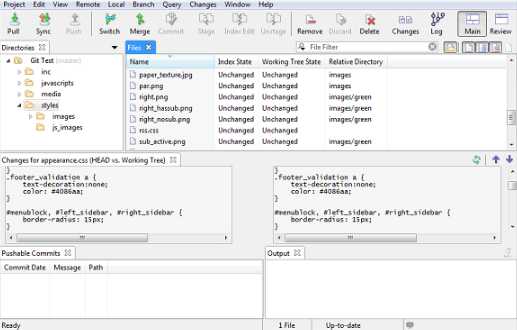 Project Edit View Remote Local Branch Query Changes Window Help
Pull Sync Push Switch Merge Commit Stage Index Edit Unstage Remove Discard Delete Changes Log Main Review
Directories
Files
File Filter
Git Test (master)
inc
javascripts
media
styles
images
js_images
Name Index State Working Tree State Relative Directory
paper_texture.jpg Unchanged Unchanged images
par.png Unchanged Unchanged images
right.png Unchanged Unchanged images/green
right_hassub.png Unchanged Unchanged images/green
right_nosub.png Unchanged Unchanged images/green
rss.css Unchanged Unchanged
sub_active.png Unchanged Unchanged images/green
Changes for appearance.css (HEAD vs. Working Tree)
}
.footer_validation a {
text-decoration:none;
color: #4086aa;
}
#menublock, #left_sidebar, #right_sidebar {
border-radius: 15px;
}
}
.footer_validation a {
text-decoration:none;
color: #4086aa;
}
#menublock, #left_sidebar, #right_sidebar {
border-radius: 15px;
}
Pushable Commits
Commit Date Message Path
Output
Ready 1 File Up-to-date